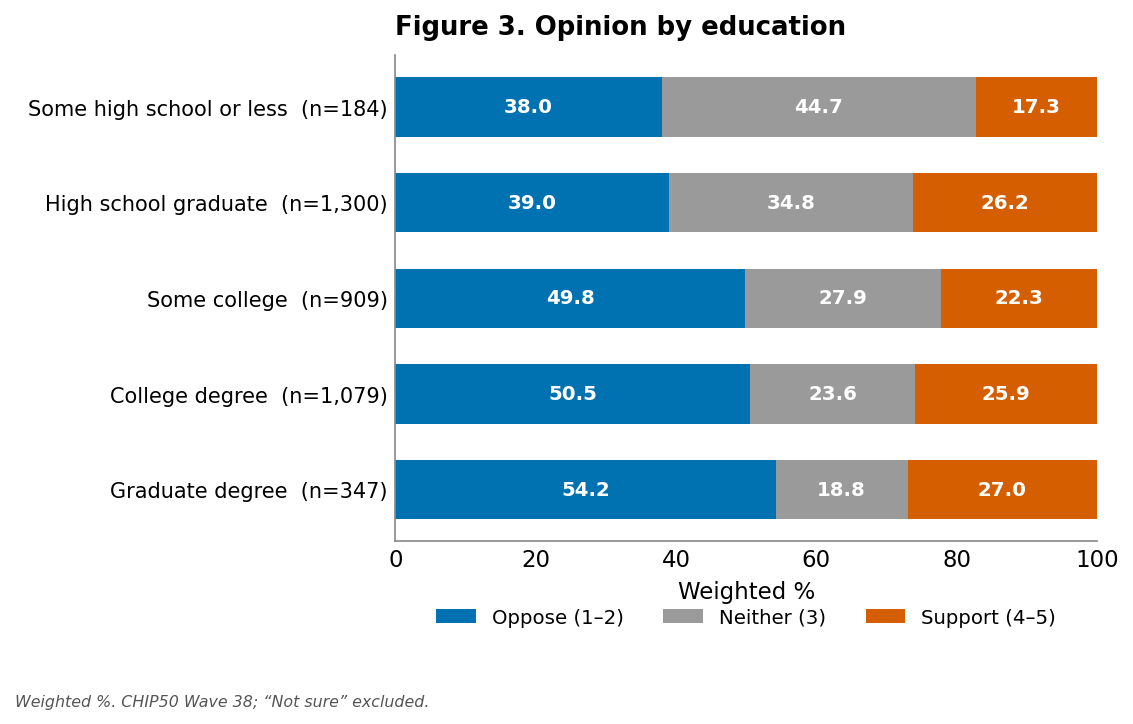 Figure 3. Opinion by education
Some high school or less (n=184) 38.0 44.7 17.3
High school graduate (n=1,300) 39.0 34.8 26.2
Some college (n=909) 49.8 27.9 22.3
College degree (n=1,079) 50.5 23.6 25.9
Graduate degree (n=347) 54.2 18.8 27.0
0 20 40 60 80 100
Weighted %
Oppose (1–2) Neither (3) Support (4–5)
Weighted %. CHIP50 Wave 38; “Not sure” excluded.